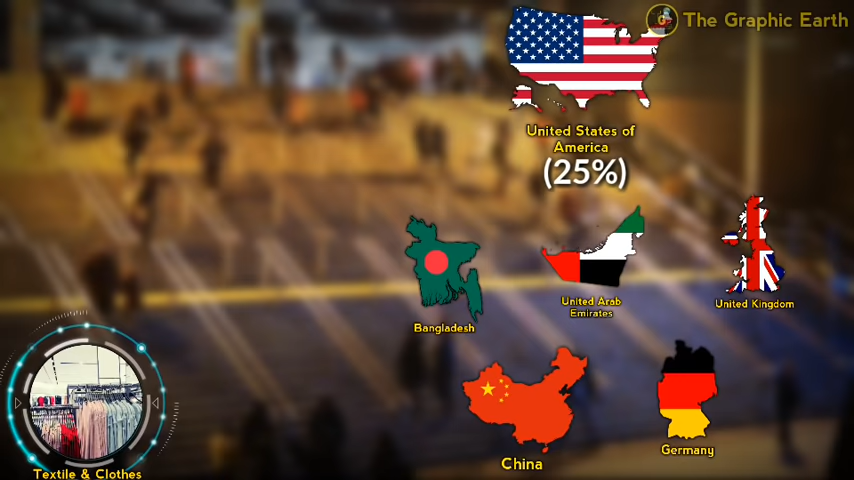 The Graphic Earth
United States of
America
(25%)
Bangladesh
United Arab
Emirates
United Kingdom
China
Germany
Textile & Clothes